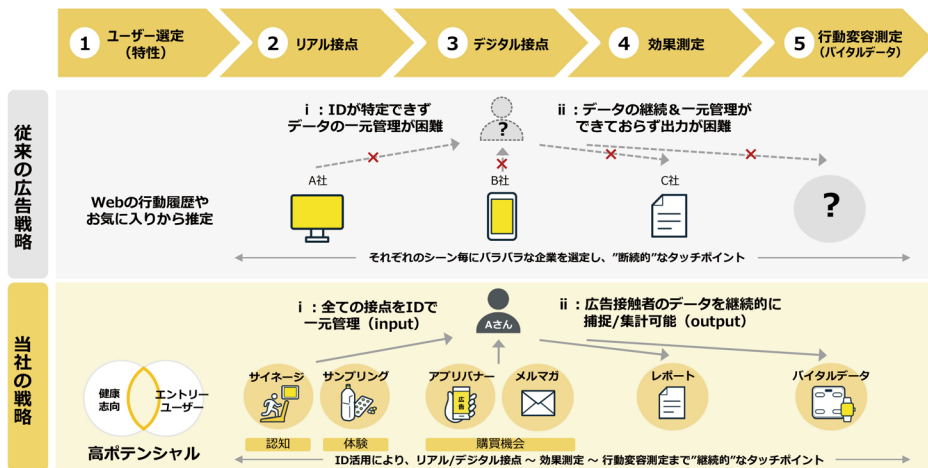 1 ユーザー選定
(特性)
2 リアル接点
3 デジタル接点
4 効果測定
5 行動変容測定
(バイタルデータ)
従来の広告戦略
i :IDが特定できず
データの一元管理が困難
?
ii:データの継続&一元管理が
できておらず出力が困難
Webの行動履歴や
お気に入りから推定
A社
B社
C社
?
それぞれのシーン毎にバラバラな企業を選定し、"断続的"なタッチポイント
当社の戦略
i :全ての接点をIDで
一元管理(input)
Aさん
ii:広告接触者のデータを継続的に
捕捉/集計可能(output)
健康
志向
エントリー
ユーザー
高ポテンシャル
サイネージ
サンプリング
アプリバナー
広告
メルマガ
レポート
バイタルデータ
認知
体験
購買機会
ID活用により、リアル/デジタル接点 ~ 効果測定 ~ 行動変容測定まで"継続的"なタッチポイント